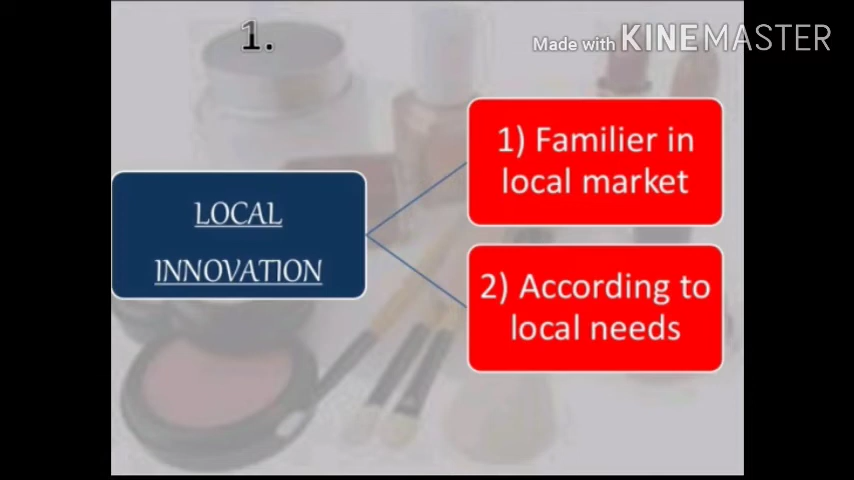 1.
Made with KINEMASTER
LOCAL
INNOVATION
1) Familier in
local market
2) According to
local needs